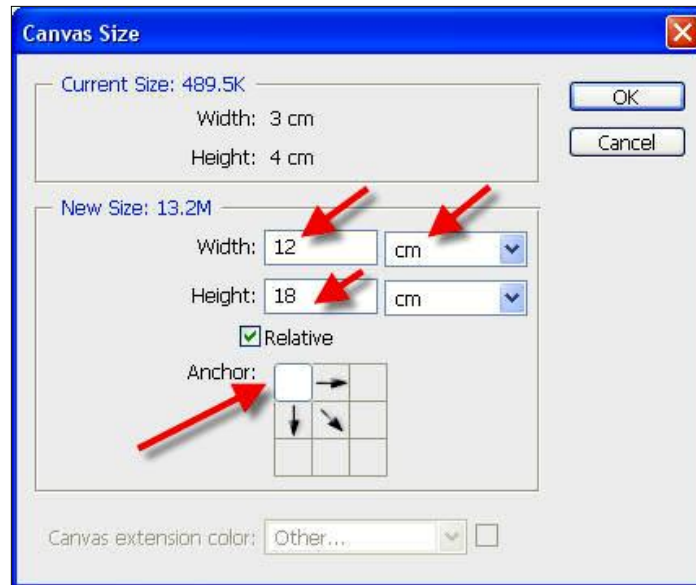 Canvas Size
Current Size: 489.5K
Width: 3 cm
Height: 4 cm
OK
Cancel
New Size: 13.2M
Width: 12 cm
Height: 18 cm
Relative
Anchor:
Canvas extension color: Other...